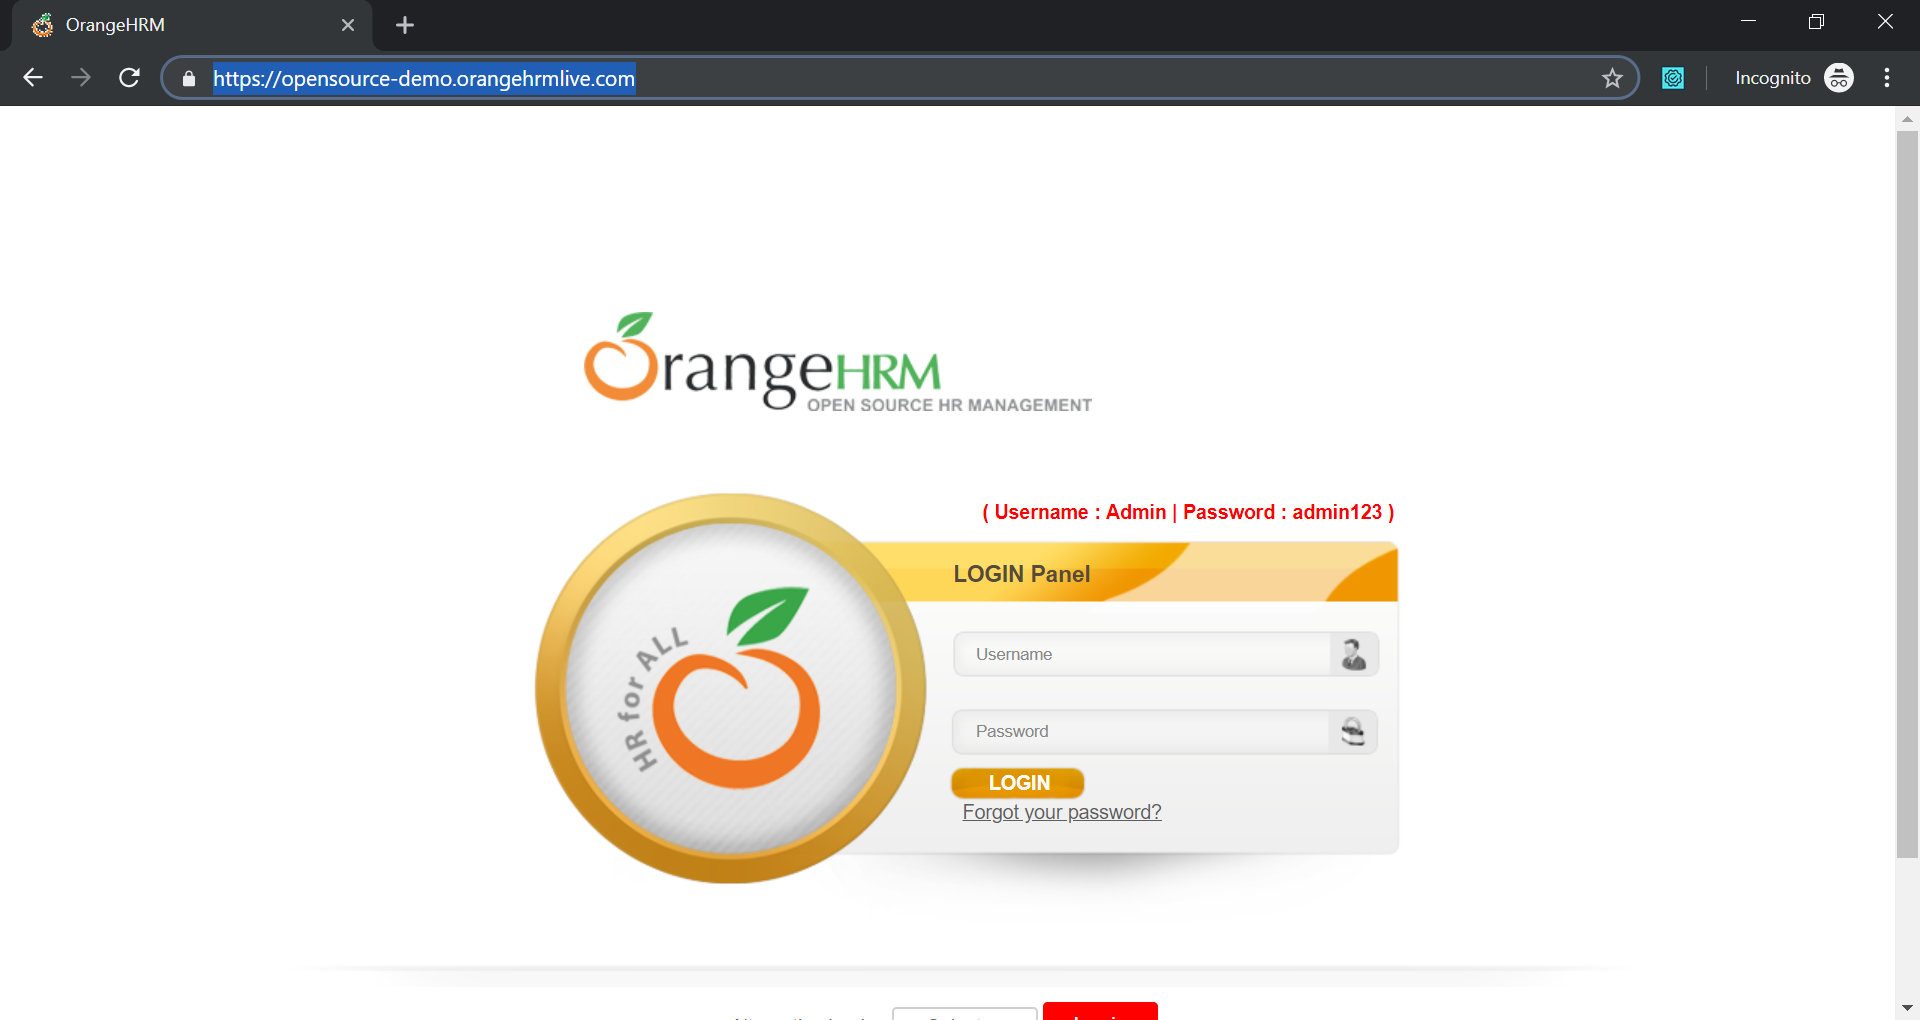 OrangeHRM
https://opensource-demo.orangehrmlive.com
Incognito
OrangeHRM
OPEN SOURCE HR MANAGEMENT
( Username : Admin | Password : admin123 )
LOGIN Panel
HR for ALL
Username
Password
LOGIN
Forgot your password?